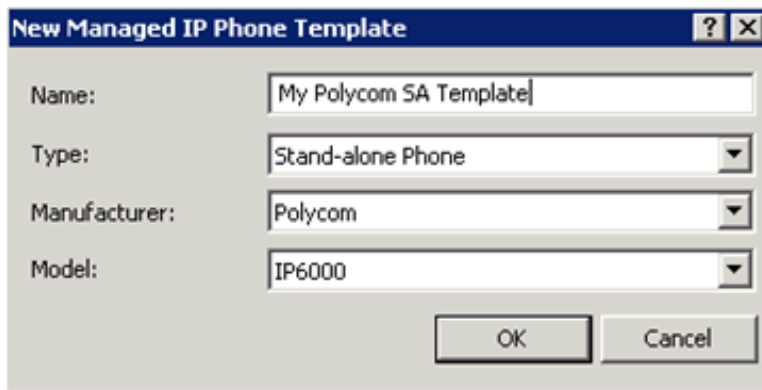 New Managed IP Phone Template
Name: My Polycom SA Template
Type: Stand-alone Phone
Manufacturer: Polycom
Model: IP6000
OK Cancel